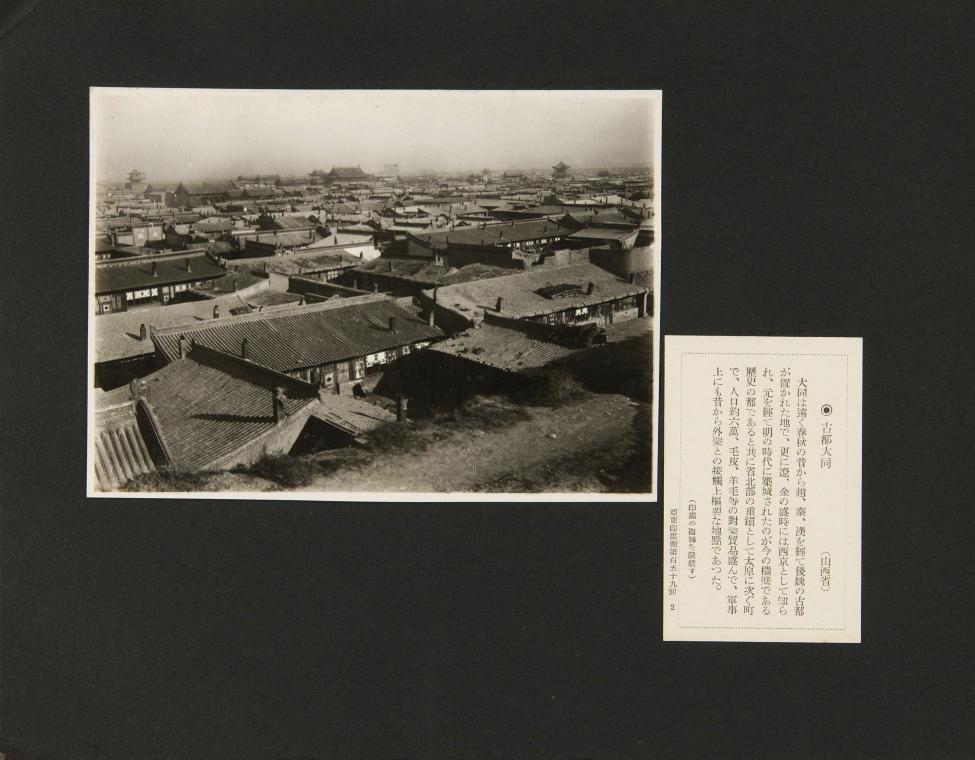 ◉古都大同　（山西省）
大同は遠く春秋の昔から趙、秦、漢を經て後魏の古都
が置かれた地で、更に遼、金の盛時には西京として知ら
れ、元を經て明の時代に築城されたのが今の城壁である
歷史の都であると共に省北部の重鎭として太原に次ぐ町
で、人口約六萬、毛皮、羊毛等の對蒙貿易盛んで、軍事
上にも昔から外蒙との接觸上樞要な地點であつた。
（印畫の複製を嚴禁す）
亞東印畫輯第百五十九回　2